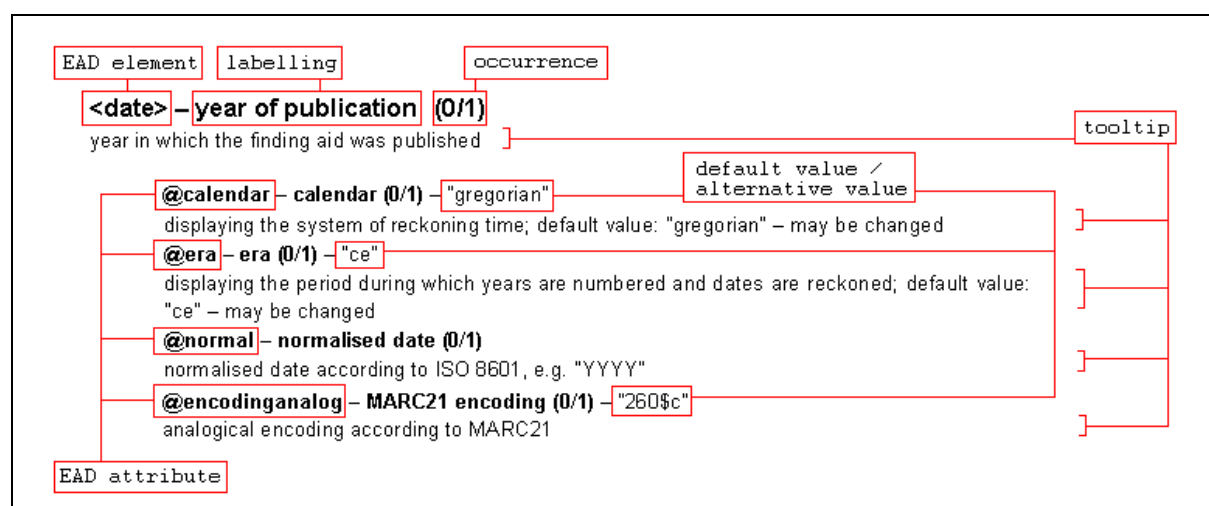 EAD element labelling occurrence
<date> – year of publication (0/1)
tooltip
year in which the finding aid was published
default value /
alternative value
@calendar – calendar (0/1) – "gregorian"
displaying the system of reckoning time; default value: "gregorian" – may be changed
@era – era (0/1) – "ce"
displaying the period during which years are numbered and dates are reckoned; default value:
"ce" – may be changed
@normal – normalised date (0/1)
normalised date according to ISO 8601, e.g. "YYYY"
@encodinganalog – MARC21 encoding (0/1) – "260$c"
analogical encoding according to MARC21
EAD attribute